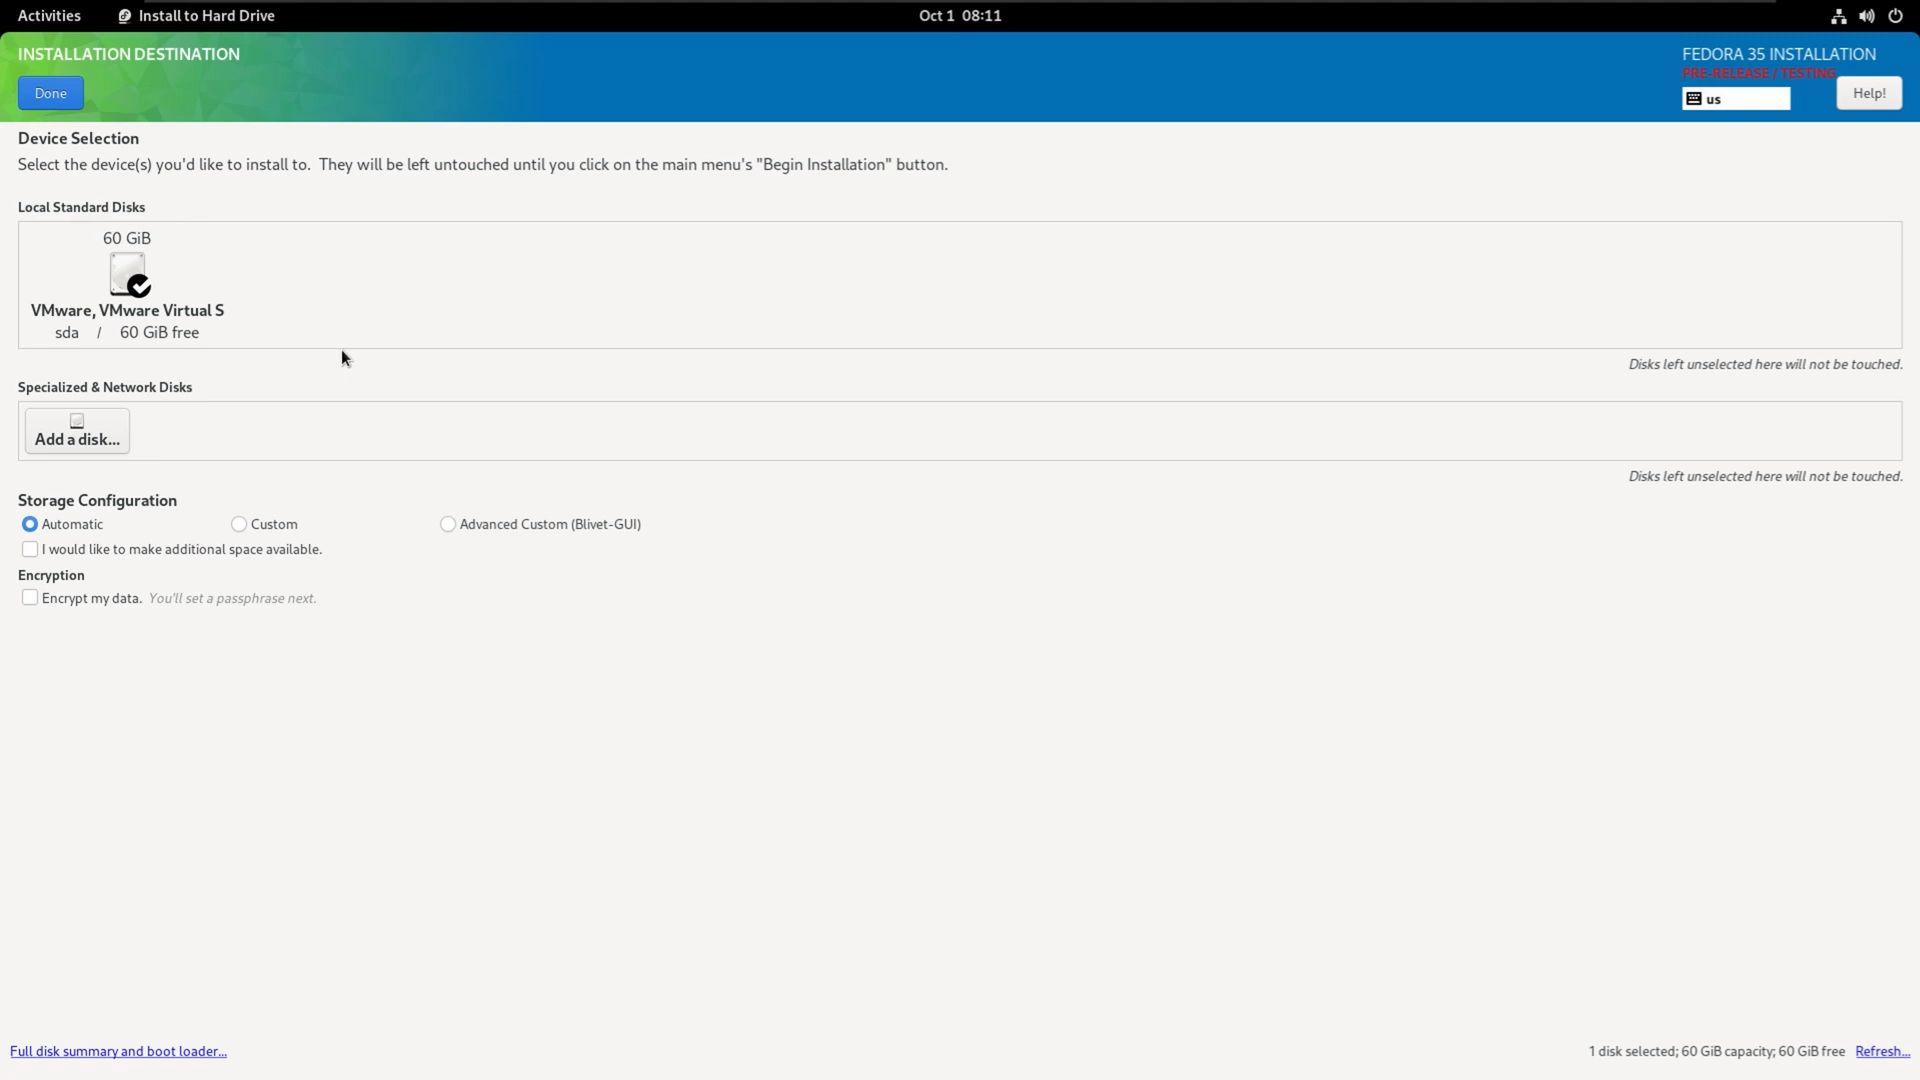 Activities Install to Hard Drive Oct 1 08:11
INSTALLATION DESTINATION
FEDORA 35 INSTALLATION
PRE-RELEASE / TESTING
Done
us
Help!
Device Selection
Select the device(s) you'd like to install to. They will be left untouched until you click on the main menu's "Begin Installation" button.
Local Standard Disks
60 GiB
VMware, VMware Virtual S
sda / 60 GiB free
Disks left unselected here will not be touched.
Specialized & Network Disks
Add a disk...
Disks left unselected here will not be touched.
Storage Configuration
Automatic Custom Advanced Custom (Blivet-GUI)
I would like to make additional space available.
Encryption
Encrypt my data. You'll set a passphrase next.
Full disk summary and boot loader... 1 disk selected; 60 GiB capacity; 60 GiB free Refresh...